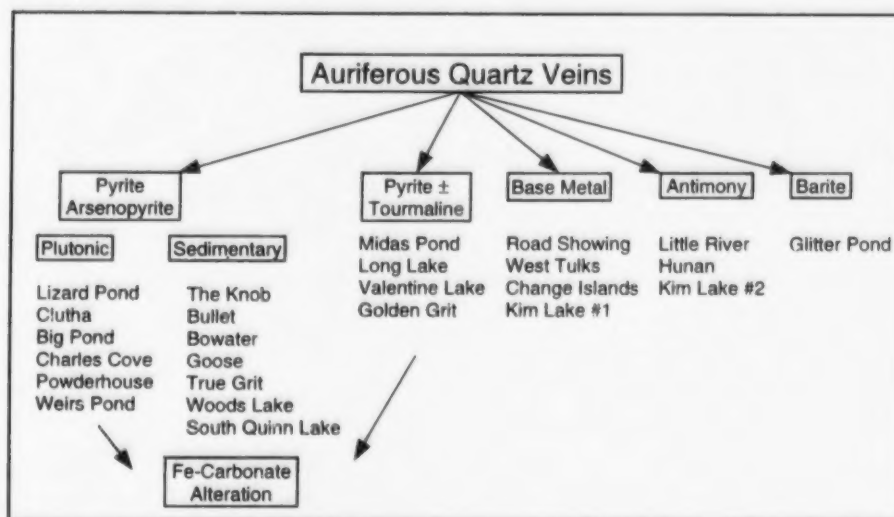 Auriferous Quartz Veins
Pyrite
Arsenopyrite
Plutonic
Lizard Pond
Clutha
Big Pond
Charles Cove
Powderhouse
Weirs Pond
Sedimentary
The Knob
Bullet
Bowater
Goose
True Grit
Woods Lake
South Quinn Lake
Pyrite ±
Tourmaline
Midas Pond
Long Lake
Valentine Lake
Golden Grit
Base Metal
Road Showing
West Tulks
Change Islands
Kim Lake #1
Antimony
Little River
Hunan
Kim Lake #2
Barite
Glitter Pond
Fe-Carbonate
Alteration